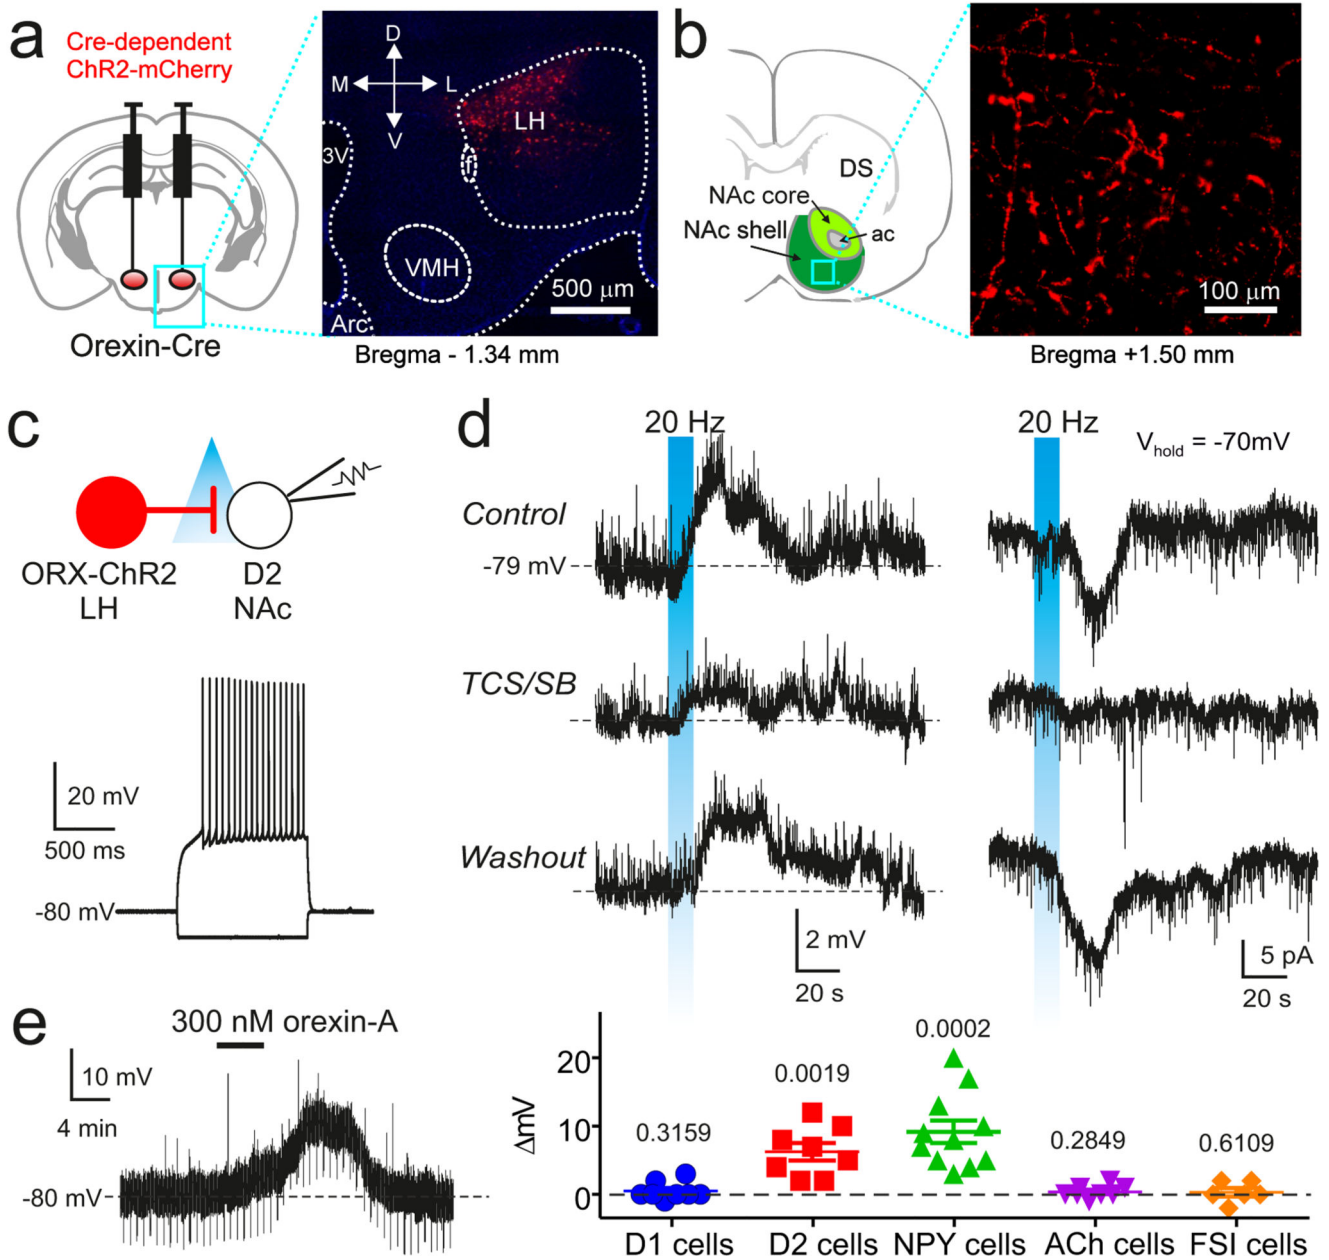 a
Cre-dependent
ChR2-mCherry
Orexin-Cre
D
M
L
V
LH
3V
f
VMH
Arc
500 μm
Bregma - 1.34 mm
b
DS
NAc core
NAc shell
ac
100 μm
Bregma +1.50 mm
c
ORX-ChR2
LH
D2
NAc
20 mV
500 ms
-80 mV
d
20 Hz
20 Hz
Vhold = -70mV
Control
-79 mV
TCS/SB
Washout
2 mV
20 s
5 pA
20 s
e
300 nM orexin-A
10 mV
4 min
-80 mV
ΔmV
20
10
0
0.3159
0.0019
0.0002
0.2849
0.6109
D1 cells
D2 cells
NPY cells
ACh cells
FSI cells